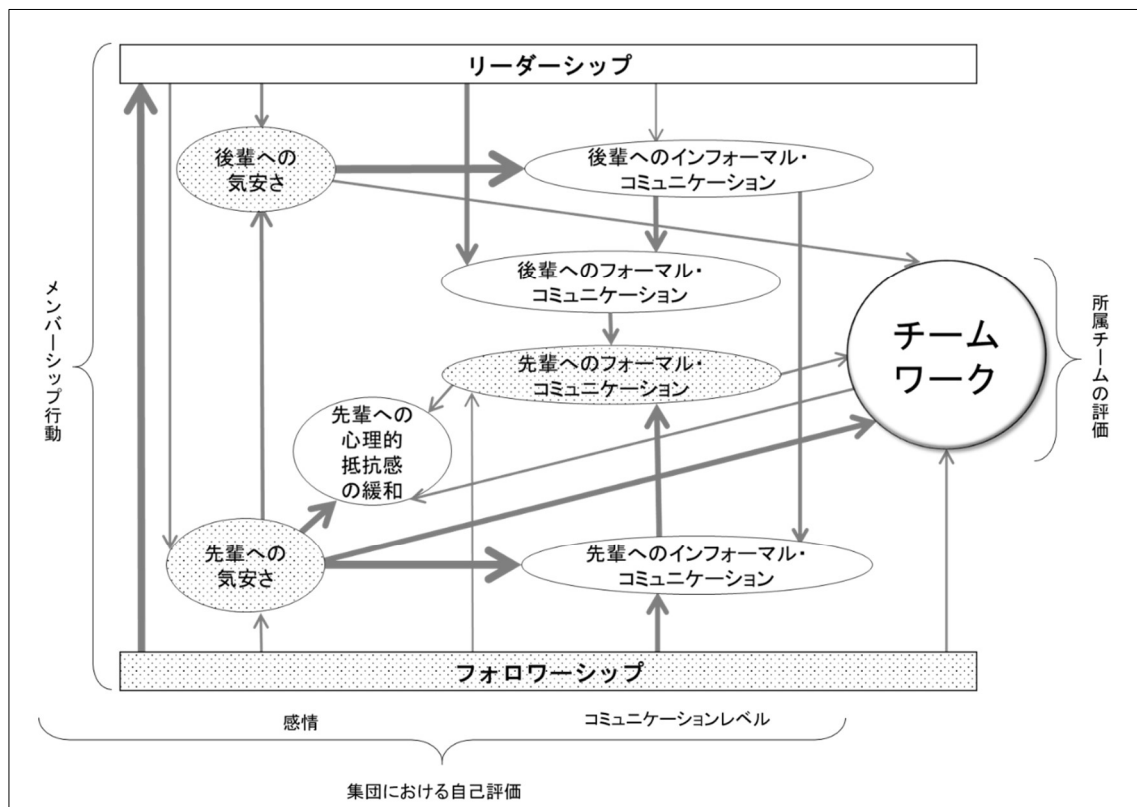 リーダーシップ
後輩への
気安さ
後輩へのインフォーマル・
コミュニケーション
後輩へのフォーマル・
コミュニケーション
先輩へのフォーマル・
コミュニケーション
先輩への
心理的
抵抗感
の緩和
チーム
ワーク
先輩への
気安さ
先輩へのインフォーマル・
コミュニケーション
フォロワーシップ
メンバーシップ行動
所属チームの評価
感情
コミュニケーションレベル
集団における自己評価